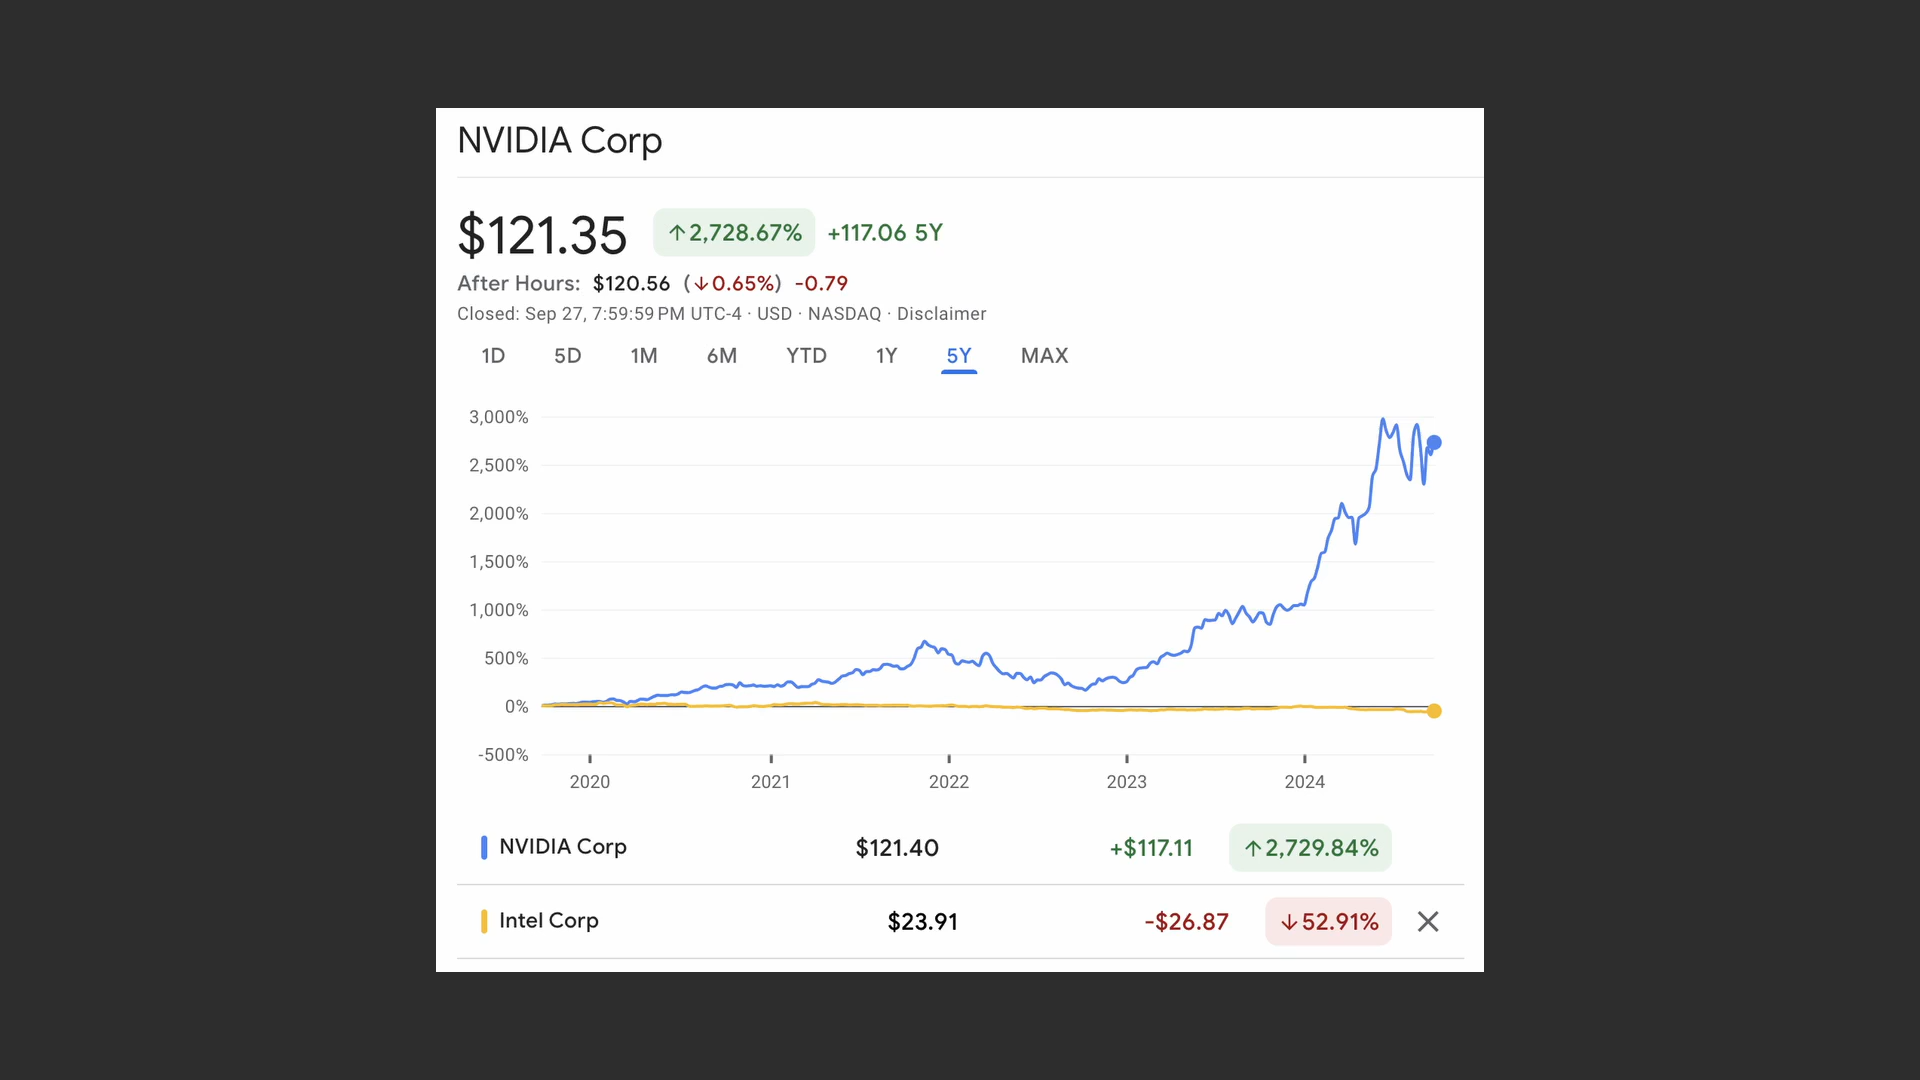 NVIDIA Corp
$121.35 ↑2,728.67% +117.06 5Y
After Hours: $120.56 (↓0.65%) -0.79
Closed: Sep 27, 7:59:59 PM UTC-4 · USD · NASDAQ · Disclaimer
1D 5D 1M 6M YTD 1Y 5Y MAX
3,000%
2,500%
2,000%
1,500%
1,000%
500%
0%
-500%
2020 2021 2022 2023 2024
NVIDIA Corp $121.40 +$117.11 ↑2,729.84%
Intel Corp $23.91 -$26.87 ↓52.91%